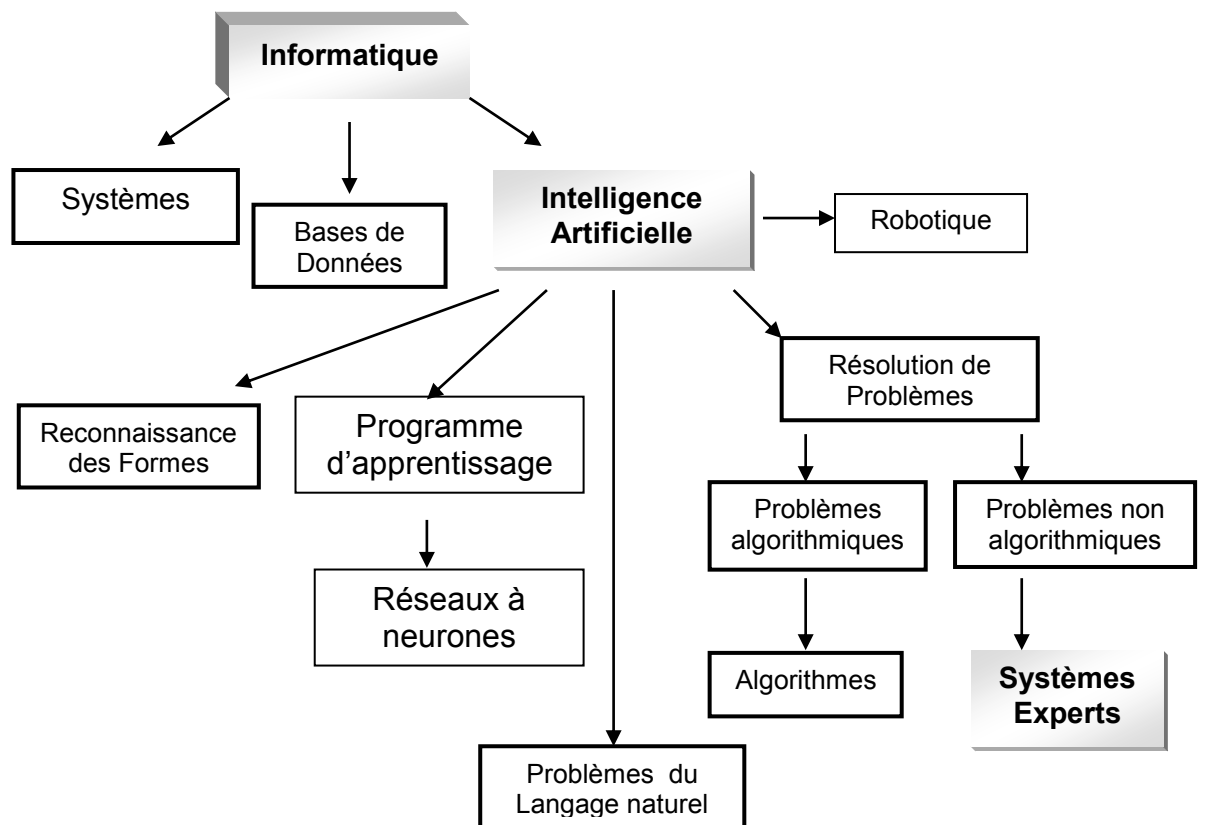 Informatique
Systèmes
Bases de
Données
Intelligence
Artificielle
Robotique
Reconnaissance
des Formes
Programme
d’apprentissage
Résolution de
Problèmes
Problèmes
algorithmiques
Problèmes non
algorithmiques
Réseaux à
neurones
Algorithmes
Systèmes
Experts
Problèmes du
Langage naturel